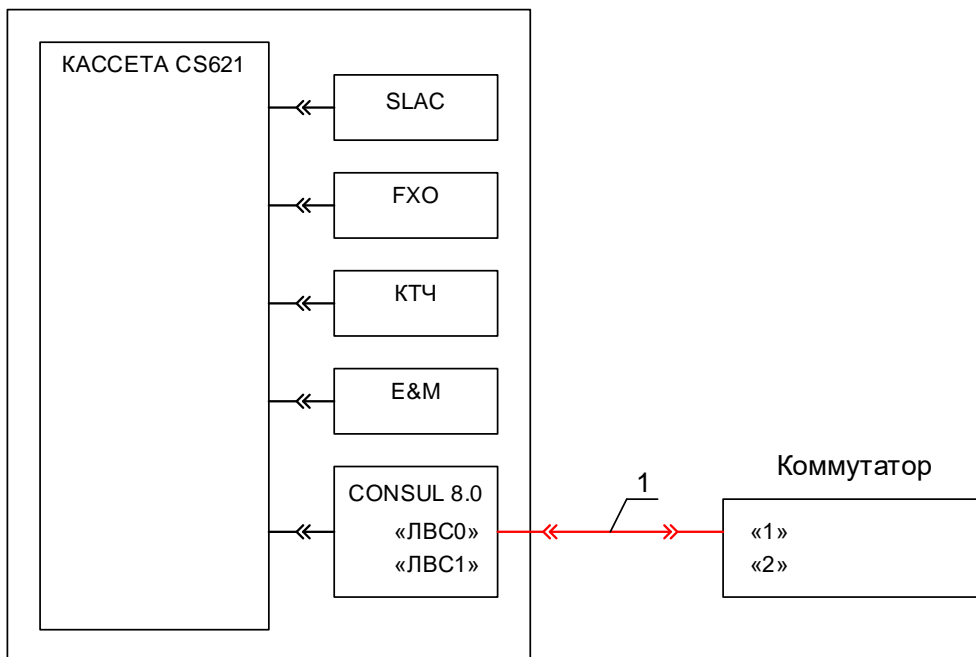 КАССЕТА CS621
SLAC
FXO
КТЧ
E&M
CONSUL 8.0
«ЛВС0»
«ЛВС1»
1
Коммутатор
«1»
«2»